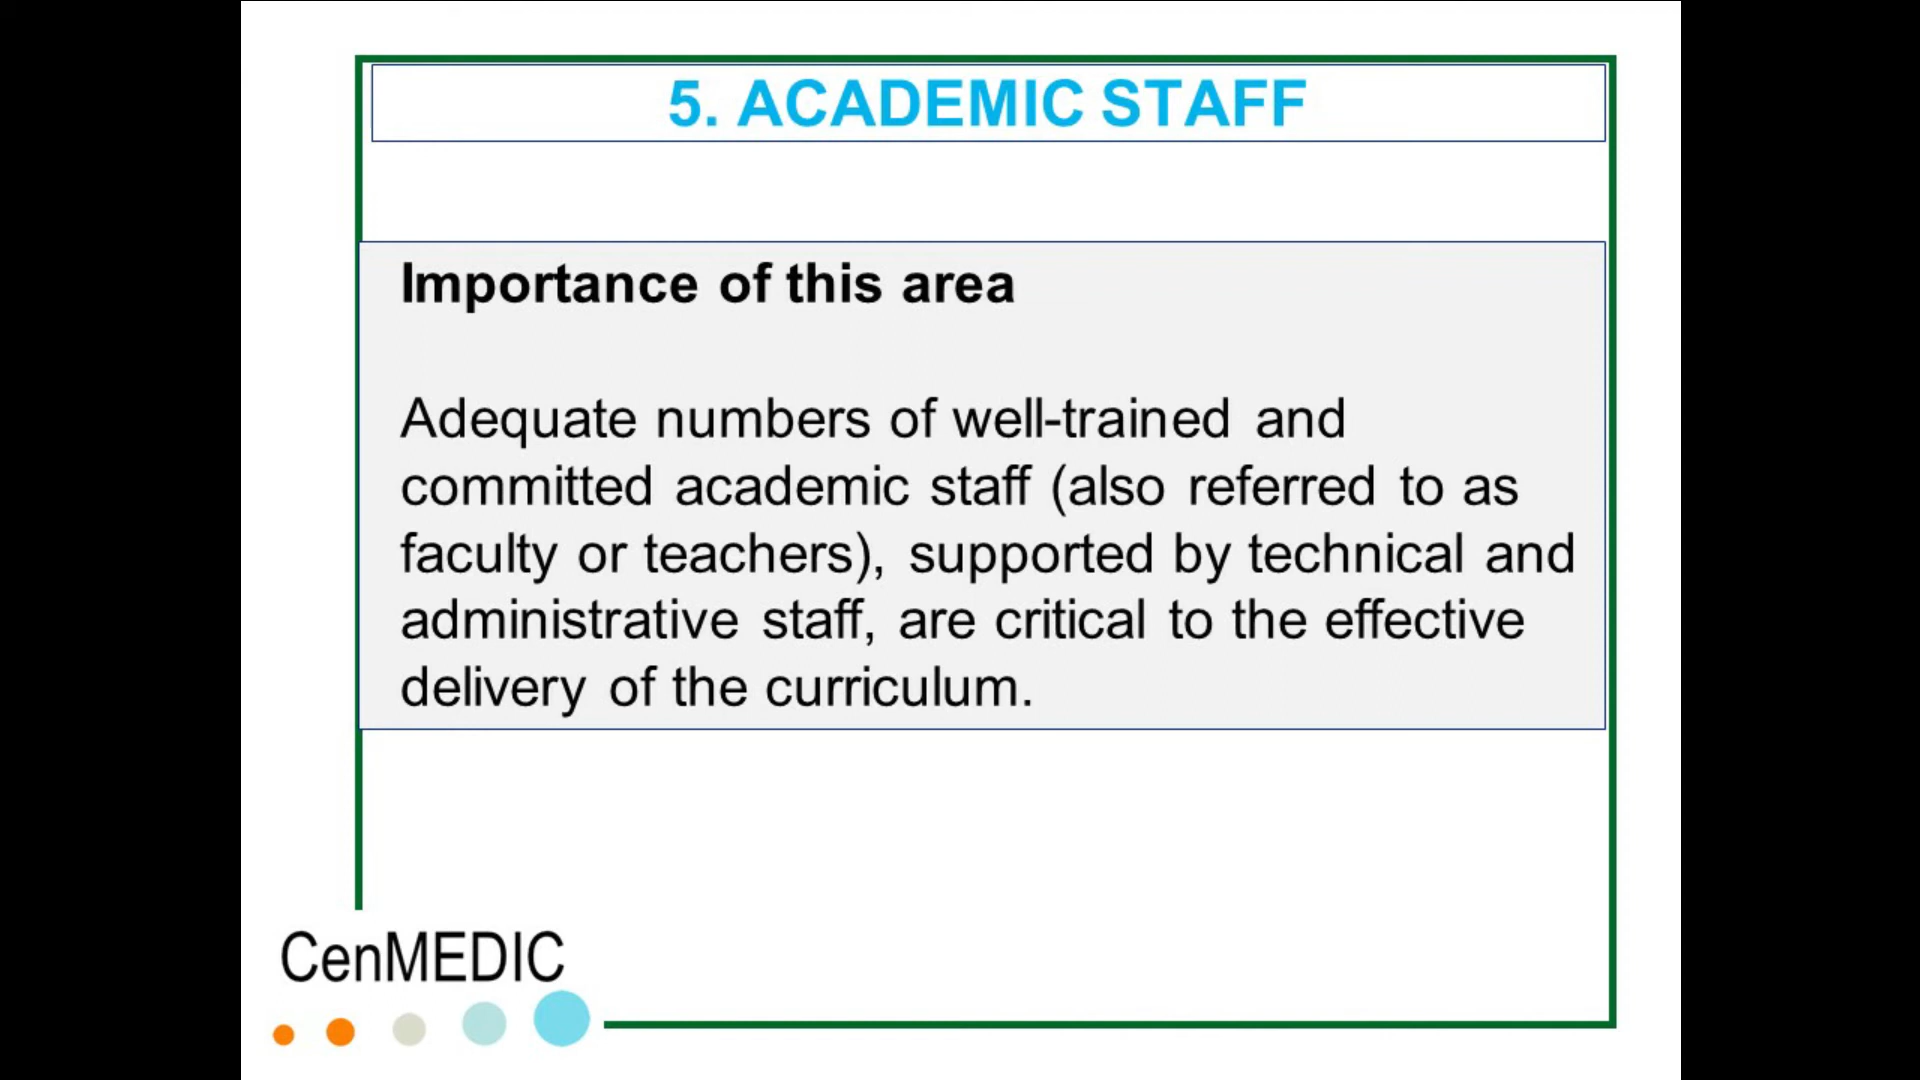 5. ACADEMIC STAFF
Importance of this area
Adequate numbers of well-trained and
committed academic staff (also referred to as
faculty or teachers), supported by technical and
administrative staff, are critical to the effective
delivery of the curriculum.
CenMEDIC